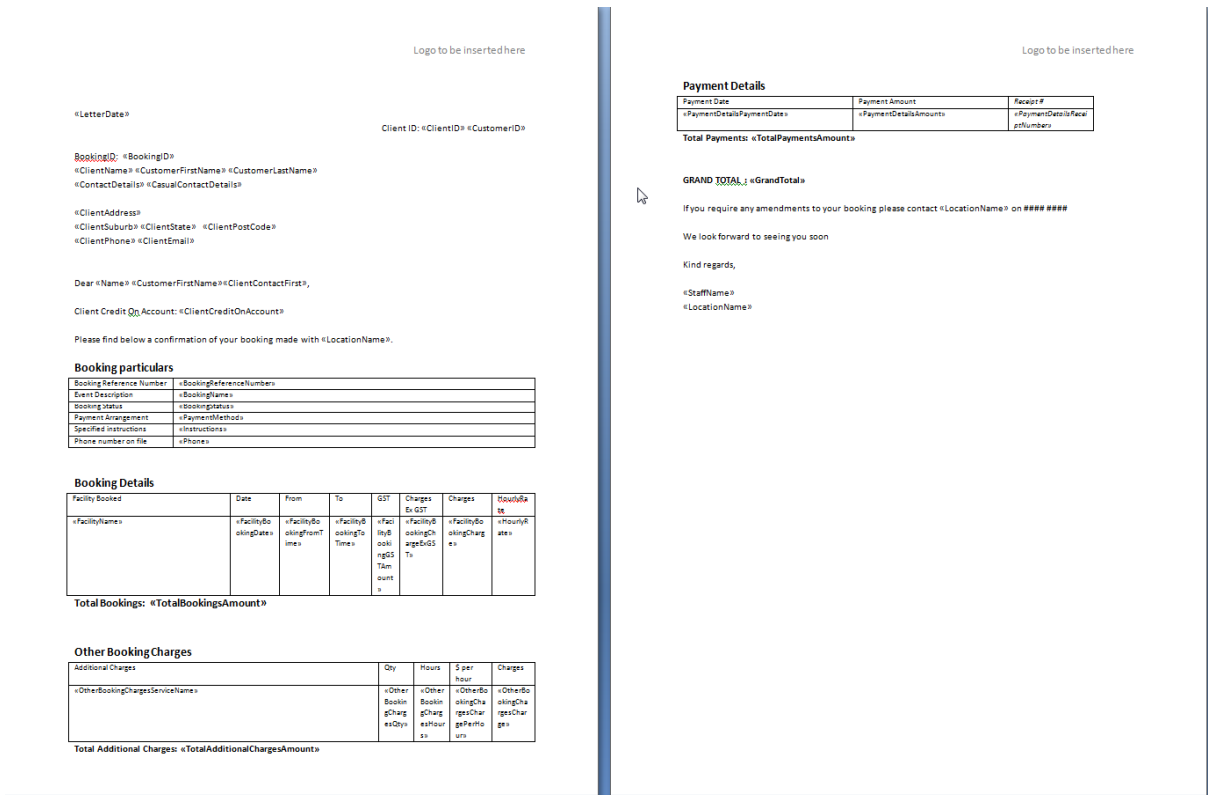 Logo to be inserted here
«LetterDate»
Client ID: «ClientID» «CustomerID»
BookingID: «BookingID»
«ClientName» «CustomerFirstName» «CustomerLastName»
«ContactDetails» «CasualContactDetails»
«ClientAddress»
«ClientSuburb» «ClientState» «ClientPostCode»
«ClientPhone» «ClientEmail»
Dear «Name» «CustomerFirstName»«ClientContactFirst»,
Client Credit On Account: «ClientCreditOnAccount»
Please find below a confirmation of your booking made with «LocationName».
Booking particulars
Booking Reference Number «BookingReferenceNumber»
Event Description «BookingName»
Booking Status «BookingStatus»
Payment Arrangement «PaymentMethod»
Specified instructions «Instructions»
Phone number on file «Phone»
Booking Details
Facility Booked Date From To GST Charges Ex GST Charges HourlyRate
«FacilityName» «FacilityBookingDate» «FacilityBookingFromTime» «FacilityBookingToTime» «FacilityBookingGSTAmount» «FacilityBookingChargeExGST» «FacilityBookingCharge» «HourlyRate»
Total Bookings: «TotalBookingsAmount»
Other Booking Charges
Additional Charges Qty Hours $ per hour Charges
«OtherBookingChargesServiceName» «OtherBookingChargesQty» «OtherBookingChargesHours» «OtherBookingChargesChargePerHour» «OtherBookingChargesCharge»
Total Additional Charges: «TotalAdditionalChargesAmount»
Logo to be inserted here
Payment Details
Payment Date Payment Amount Receipt #
«PaymentDetailsPaymentDate» «PaymentDetailsAmount» «PaymentDetailsReceiptNumber»
Total Payments: «TotalPaymentsAmount»
GRAND TOTAL : «GrandTotal»
If you require any amendments to your booking please contact «LocationName» on #### ####
We look forward to seeing you soon
Kind regards,
«StaffName»
«LocationName»